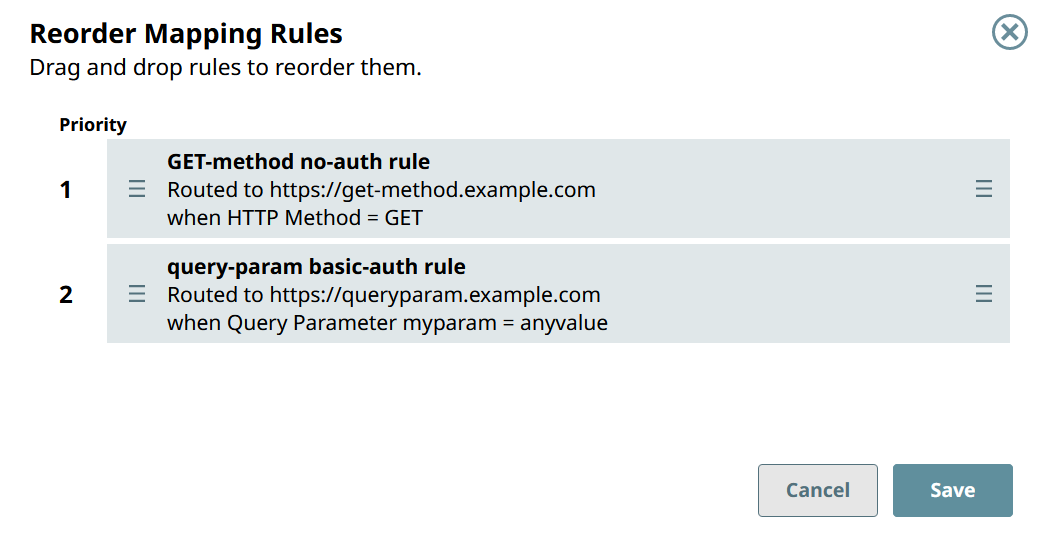 Reorder Mapping Rules
Drag and drop rules to reorder them.
Priority
1
GET-method no-auth rule
Routed to https://get-method.example.com
when HTTP Method = GET
2
query-param basic-auth rule
Routed to https://queryparam.example.com
when Query Parameter myparam = anyvalue
Cancel
Save